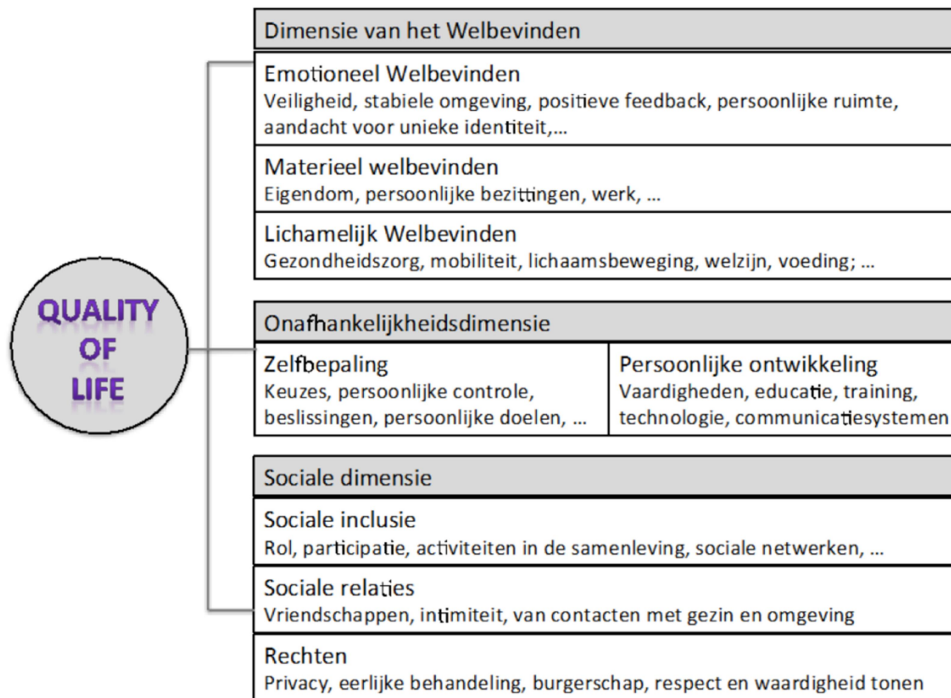 QUALITY
OF
LIFE
Dimensie van het Welbevinden
Emotioneel Welbevinden
Veiligheid, stabiele omgeving, positieve feedback, persoonlijke ruimte,
aandacht voor unieke identiteit,...
Materieel welbevinden
Eigendom, persoonlijke bezittingen, werk, ...
Lichamelijk Welbevinden
Gezondheidszorg, mobiliteit, lichaamsbeweging, welzijn, voeding; ...
Onafhankelijkheidsdimensie
Zelfbepaling
Keuzes, persoonlijke controle,
beslissingen, persoonlijke doelen, ...
Persoonlijke ontwikkeling
Vaardigheden, educatie, training,
technologie, communicatiesystemen
Sociale dimensie
Sociale inclusie
Rol, participatie, activiteiten in de samenleving, sociale netwerken, ...
Sociale relaties
Vriendschappen, intimiteit, van contacten met gezin en omgeving
Rechten
Privacy, eerlijke behandeling, burgerschap, respect en waardigheid tonen